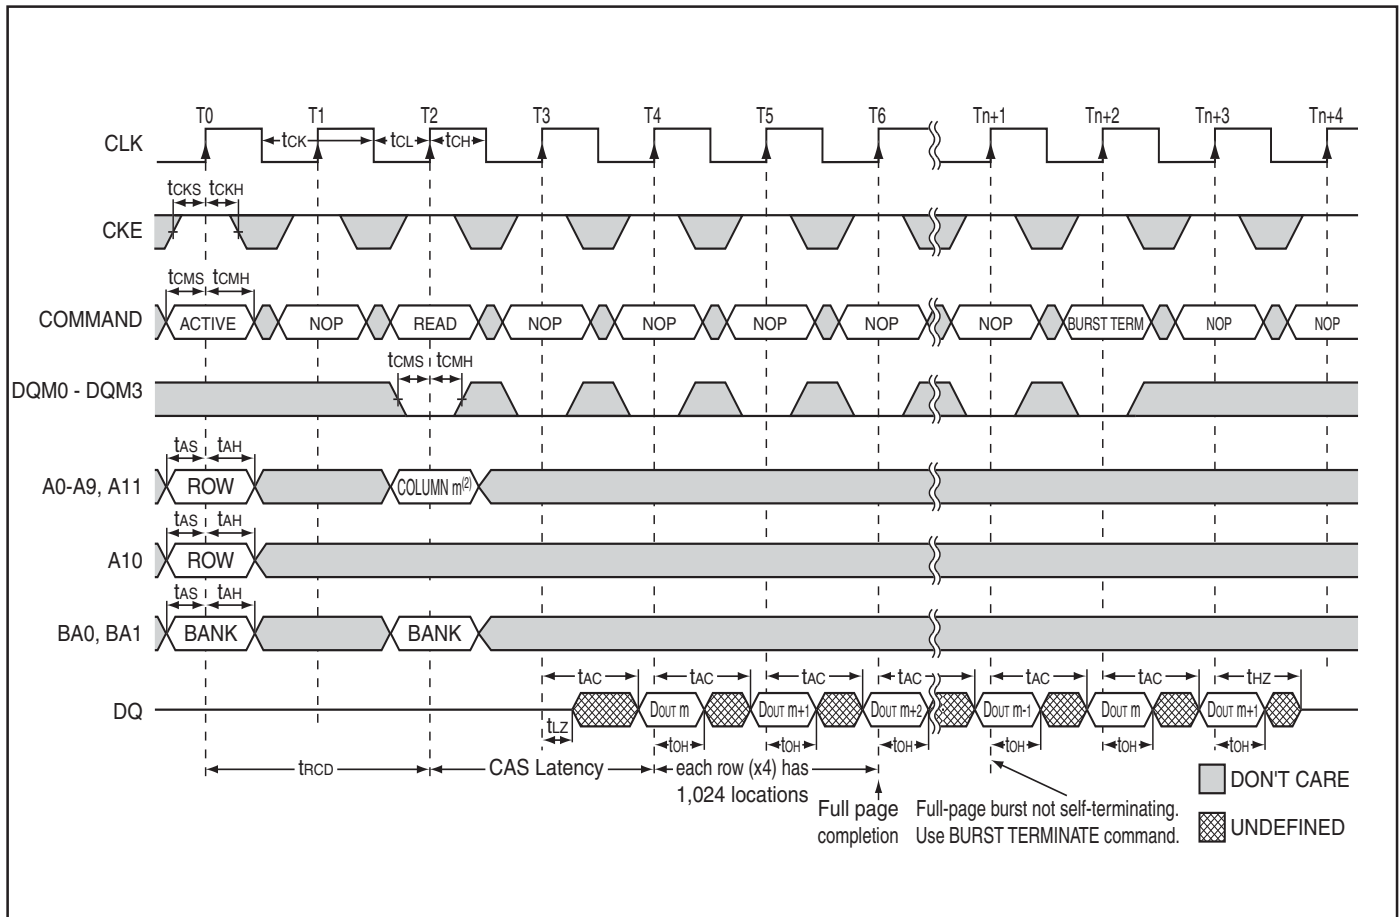 T0 T1 T2 T3 T4 T5 T6 Tn+1 Tn+2 Tn+3 Tn+4
CLK
tCK tCL tCH
tCKS tCKH
CKE
tCMS tCMH
COMMAND
ACTIVE NOP READ NOP NOP NOP NOP NOP BURST TERM NOP NOP
tCMS tCMH
DQM0 - DQM3
tAS tAH
A0-A9, A11
ROW COLUMN m(2)
tAS tAH
A10
ROW
tAS tAH
BA0, BA1
BANK BANK
tAC tAC tAC tAC tAC tAC tHZ
DQ
DOUT m DOUT m+1 DOUT m+2 DOUT m-1 DOUT m DOUT m+1
tLZ
tOH tOH tOH tOH tOH tOH
tRCD CAS Latency each row (x4) has
1,024 locations
Full page
completion
Full-page burst not self-terminating.
Use BURST TERMINATE command.
DON'T CARE
UNDEFINED